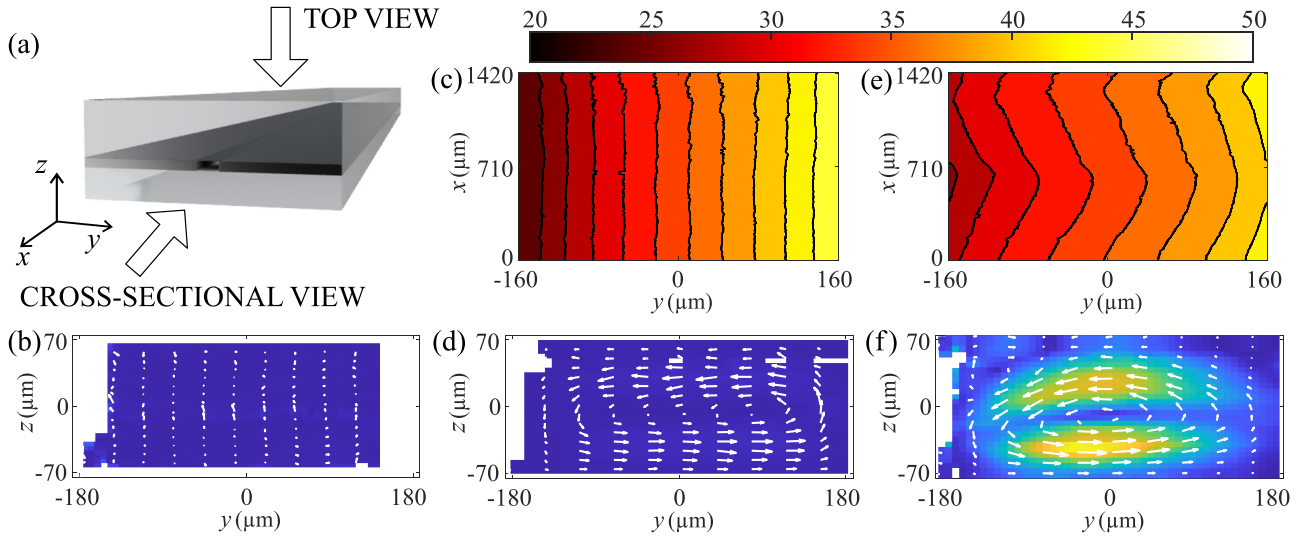 (a)
TOP VIEW
z
y
x
CROSS-SECTIONAL VIEW
20 25 30 35 40 45 50
(c)
1420
710
0
x (µm)
-160 0 160
y (µm)
(e)
1420
710
0
x (µm)
-160 0 160
y (µm)
(b)
70
0
-70
z (µm)
-180 0 180
y (µm)
(d)
70
0
-70
z (µm)
-180 0 180
y (µm)
(f)
70
0
-70
z (µm)
-180 0 180
y (µm)